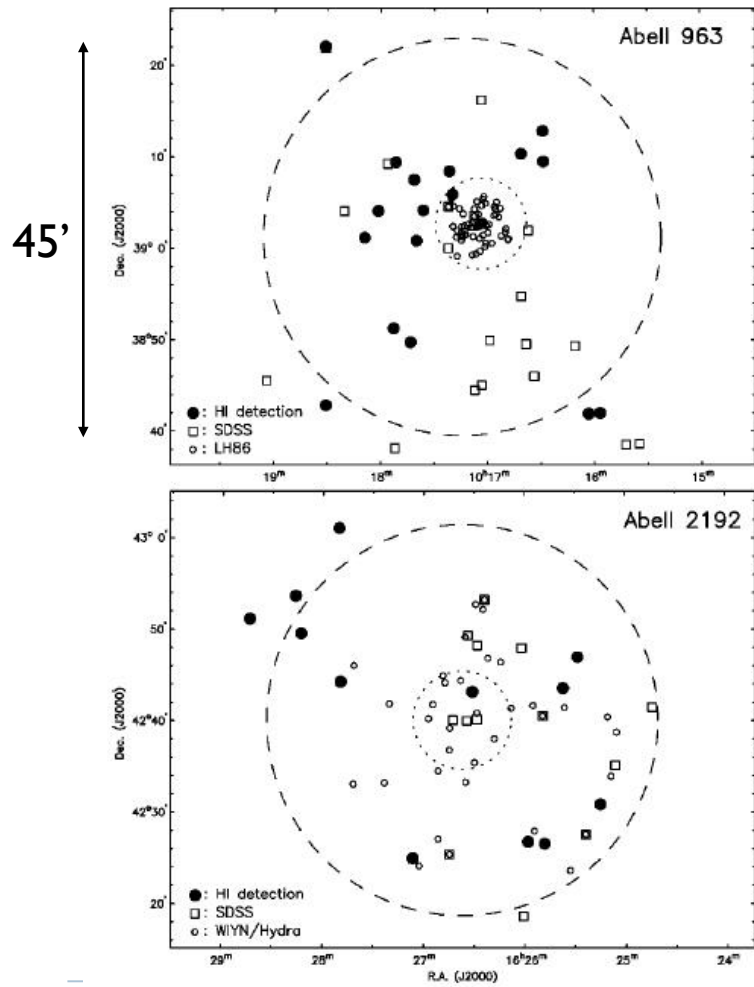 Abell 963
45’
20'
10'
39° 0'
38°50'
40'
Dec. (J2000)
●: HI detection
□: SDSS
○: LH86
19ᵐ
18ᵐ
10ʰ17ᵐ
16ᵐ
15ᵐ
Abell 2192
43° 0'
50'
42°40'
42°30'
20'
Dec. (J2000)
●: HI detection
□: SDSS
○: WIYN/Hydra
29ᵐ
28ᵐ
27ᵐ
16ʰ26ᵐ
25ᵐ
24ᵐ
R.A. (J2000)